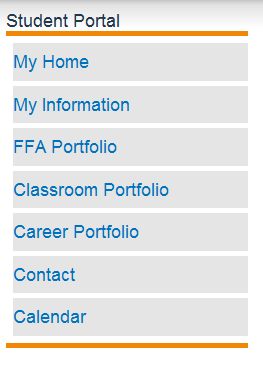 Student Portal
My Home
My Information
FFA Portfolio
Classroom Portfolio
Career Portfolio
Contact
Calendar